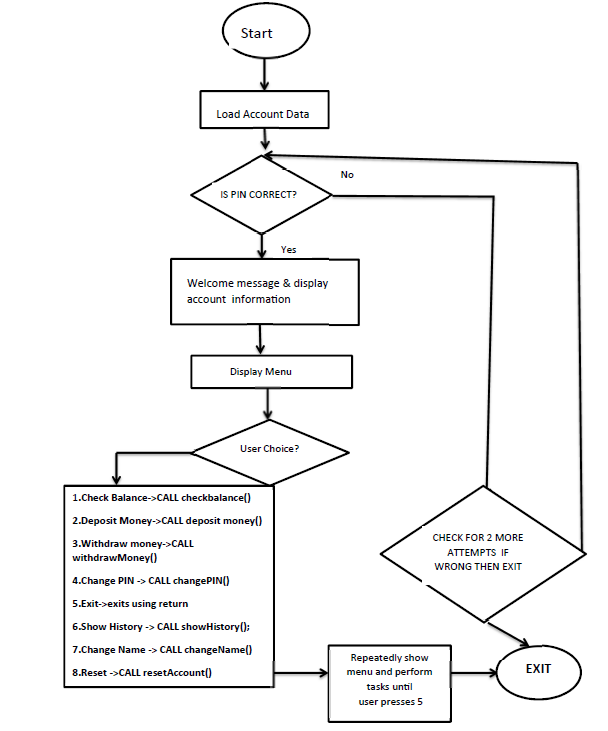 Start
Load Account Data
No
IS PIN CORRECT?
Yes
Welcome message & display
account information
Display Menu
User Choice?
1.Check Balance->CALL checkbalance()
2.Deposit Money->CALL deposit money()
3.Withdraw money->CALL
withdrawMoney()
4.Change PIN -> CALL changePIN()
5.Exit->exits using return
6.Show History -> CALL showHistory();
7.Change Name -> CALL changeName()
8.Reset ->CALL resetAccount()
CHECK FOR 2 MORE
ATTEMPTS IF
WRONG THEN EXIT
Repeatedly show
menu and perform
tasks until
user presses 5
EXIT